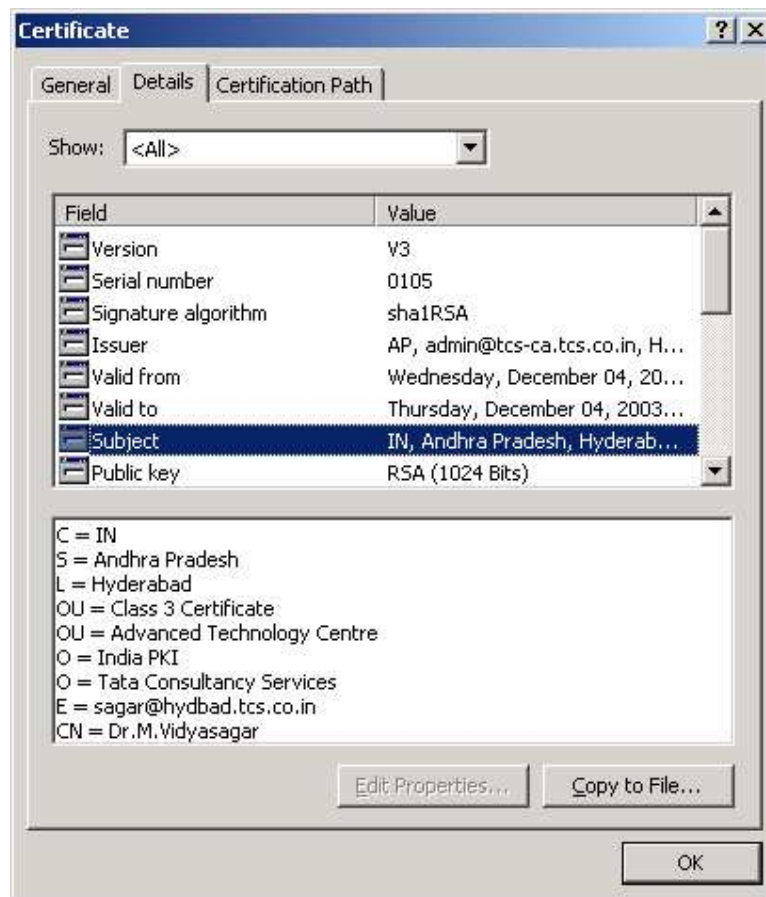 Certificate
General Details Certification Path
Show: <All>
Field Value
Version V3
Serial number 0105
Signature algorithm sha1RSA
Issuer AP, admin@tcs-ca.tcs.co.in, H...
Valid from Wednesday, December 04, 20...
Valid to Thursday, December 04, 2003...
Subject IN, Andhra Pradesh, Hyderab...
Public key RSA (1024 Bits)
C = IN
S = Andhra Pradesh
L = Hyderabad
OU = Class 3 Certificate
OU = Advanced Technology Centre
O = India PKI
O = Tata Consultancy Services
E = sagar@hydbad.tcs.co.in
CN = Dr.M.Vidyasagar
Edit Properties... Copy to File...
OK